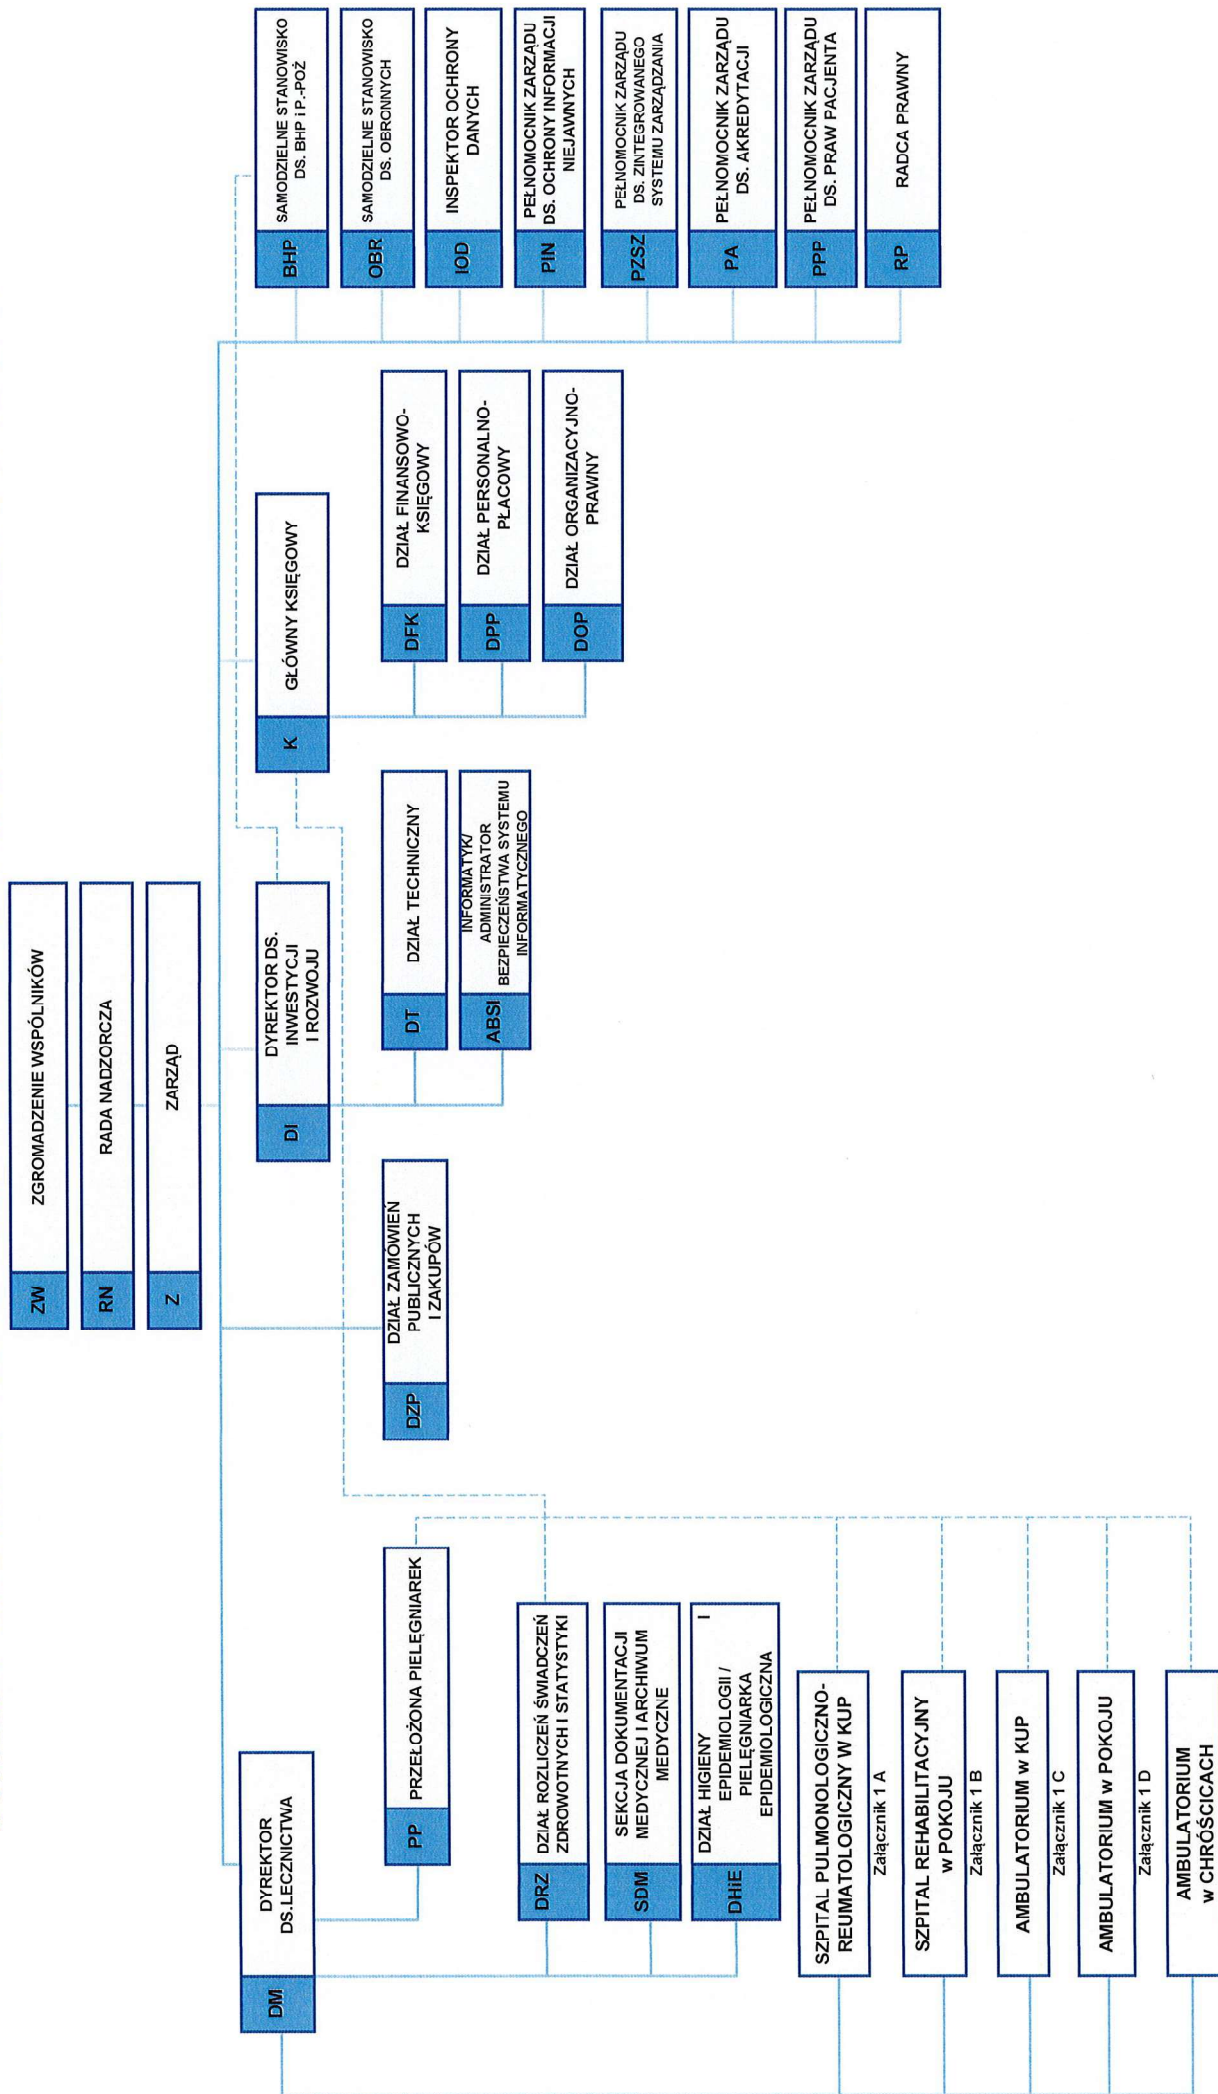 ZW
ZGROMADZENIE WSPÓLNIKÓW
RN
RADA NADZORCZA
Z
ZARZĄD
DM
DYREKTOR
DS.LECZNICTWA
PP
PRZEŁOŻONA PIELĘGNIAREK
DRZ
DZIAŁ ROZLICZEŃ ŚWIADCZEŃ
ZDROWOTNYCH I STATYSTYKI
SDM
SEKCJA DOKUMENTACJI
MEDYCZNEJ I ARCHIWUM
MEDYCZNE
DHiE
DZIAŁ HIGIENY I
EPIDEMIOLOGII /
PIELĘGNIARKA
EPIDEMIOLOGICZNA
SZPITAL PULMONOLOGICZNO-
REUMATOLOGICZNY W KUP
Załącznik 1 A
SZPITAL REHABILITACYJNY
w POKOJU
Załącznik 1 B
AMBULATORIUM w KUP
Załącznik 1 C
AMBULATORIUM w POKOJU
Załącznik 1 D
AMBULATORIUM
w CHRÓŚCICACH
DZP
DZIAŁ ZAMÓWIEŃ
PUBLICZNYCH
I ZAKUPÓW
DI
DYREKTOR DS.
INWESTYCJI
I ROZWOJU
DT
DZIAŁ TECHNICZNY
ABSI
INFORMATYK/
ADMINISTRATOR
BEZPIECZEŃSTWA SYSTEMU
INFORMATYCZNEGO
K
GŁÓWNY KSIĘGOWY
DFK
DZIAŁ FINANSOWO-
KSIĘGOWY
DPP
DZIAŁ PERSONALNO-
PŁACOWY
DOP
DZIAŁ ORGANIZACYJNO-
PRAWNY
BHP
SAMODZIELNE STANOWISKO
DS. BHP i P.-POŻ
OBR
SAMODZIELNE STANOWISKO
DS. OBRONNYCH
IOD
INSPEKTOR OCHRONY
DANYCH
PIN
PEŁNOMOCNIK ZARZĄDU
DS. OCHRONY INFORMACJI
NIEJAWNYCH
PZSZ
PEŁNOMOCNIK ZARZĄDU
DS. ZINTEGROWANEGO
SYSTEMU ZARZĄDZANIA
PA
PEŁNOMOCNIK ZARZĄDU
DS. AKREDYTACJI
PPP
PEŁNOMOCNIK ZARZĄDU
DS. PRAW PACJENTA
RP
RADCA PRAWNY